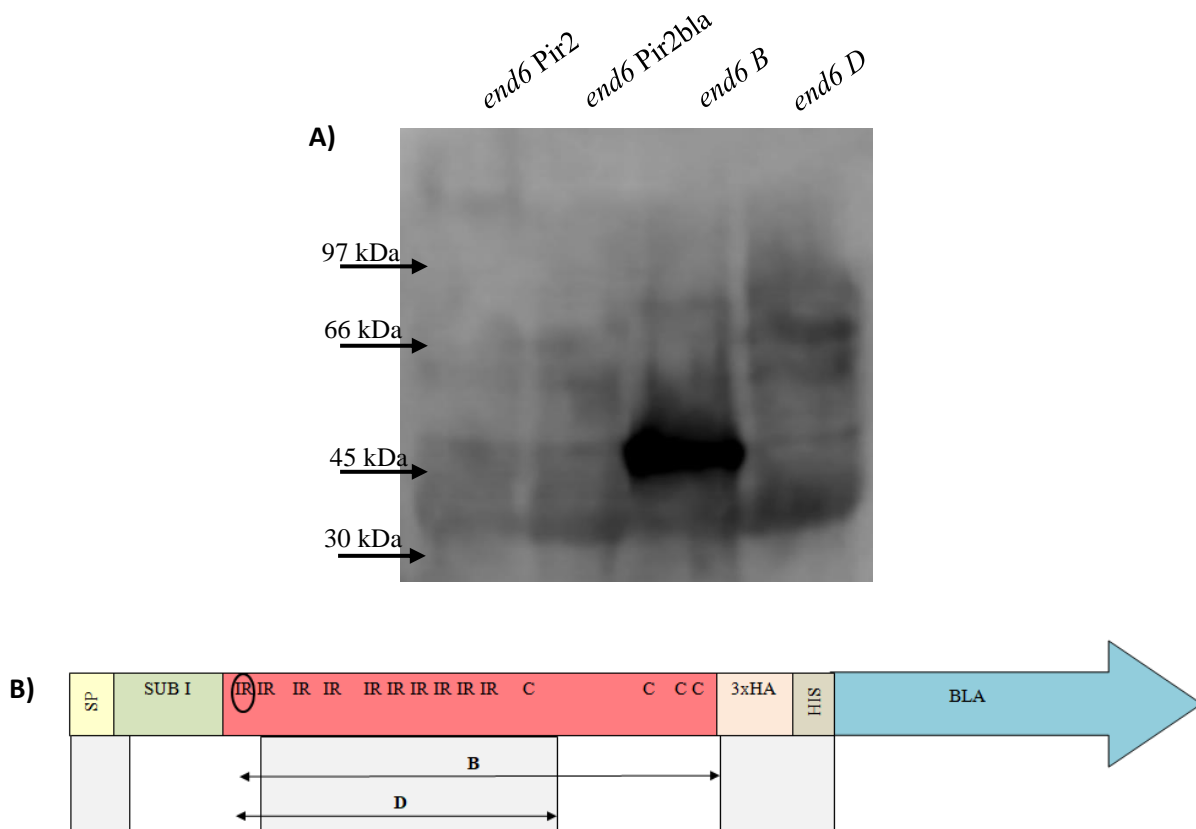 end6 Pir2
end6 Pir2bla
end6 B
end6 D
A)
97 kDa
66 kDa
45 kDa
30 kDa
B)
SP
SUB I
IR IR IR IR IR IR IR IR IR IR C C C C
3xHA
HIS
BLA
B
D